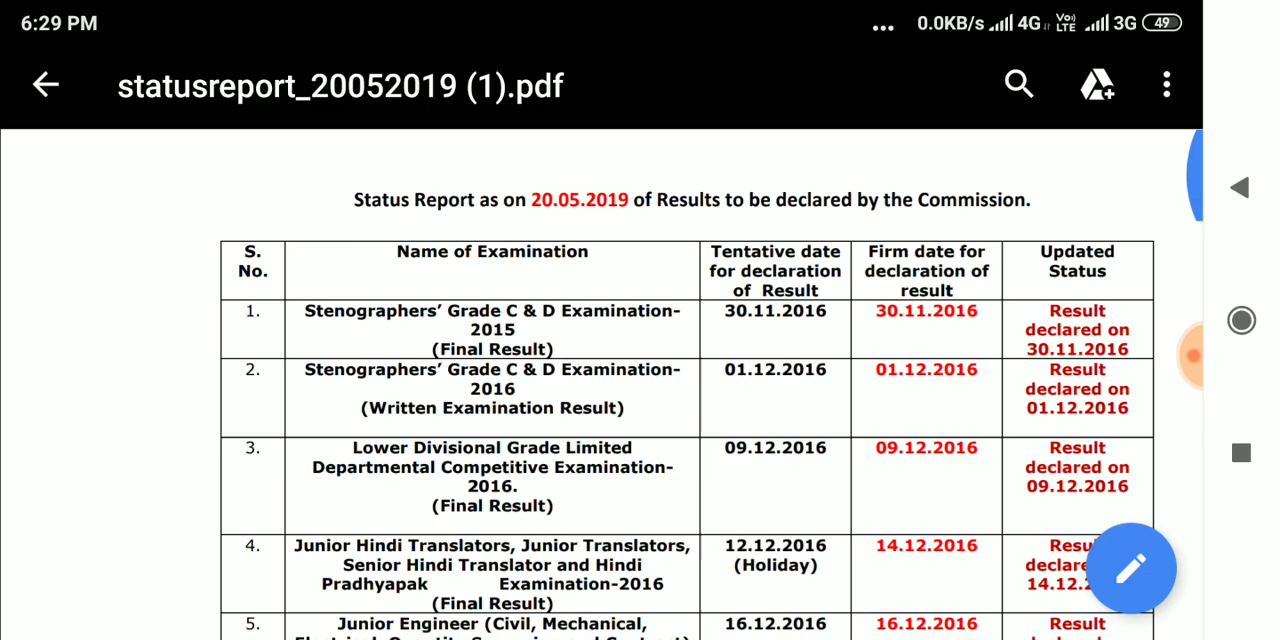 6:29 PM
... 0.0KB/s 4G Vo) LTE 3G 49
statusreport_20052019 (1).pdf
Status Report as on 20.05.2019 of Results to be declared by the Commission.
S. No.
Name of Examination
Tentative date for declaration of Result
Firm date for declaration of result
Updated Status
1.
Stenographers’ Grade C & D Examination-
2015
(Final Result)
30.11.2016
30.11.2016
Result
declared on
30.11.2016
2.
Stenographers’ Grade C & D Examination-
2016
(Written Examination Result)
01.12.2016
01.12.2016
Result
declared on
01.12.2016
3.
Lower Divisional Grade Limited
Departmental Competitive Examination-
2016.
(Final Result)
09.12.2016
09.12.2016
Result
declared on
09.12.2016
4.
Junior Hindi Translators, Junior Translators,
Senior Hindi Translator and Hindi
Pradhyapak Examination-2016
(Final Result)
12.12.2016
(Holiday)
14.12.2016
5.
Junior Engineer (Civil, Mechanical,
16.12.2016
16.12.2016
Result